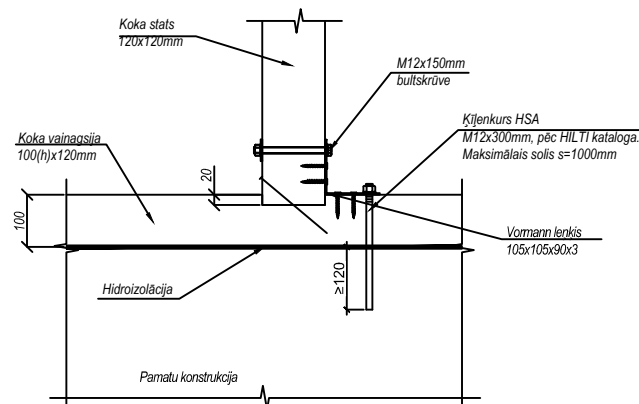 Koka stats
120x120mm
M12x150mm
bultskrūve
Ķīļenkurs HSA
M12x300mm, pēc HILTI kataloga.
Maksimālais solis s=1000mm
Koka vainagsija
100(h)x120mm
20
100
Vormann leņķis
105x105x90x3
≥120
Hidroizolācija
Pamatu konstrukcija